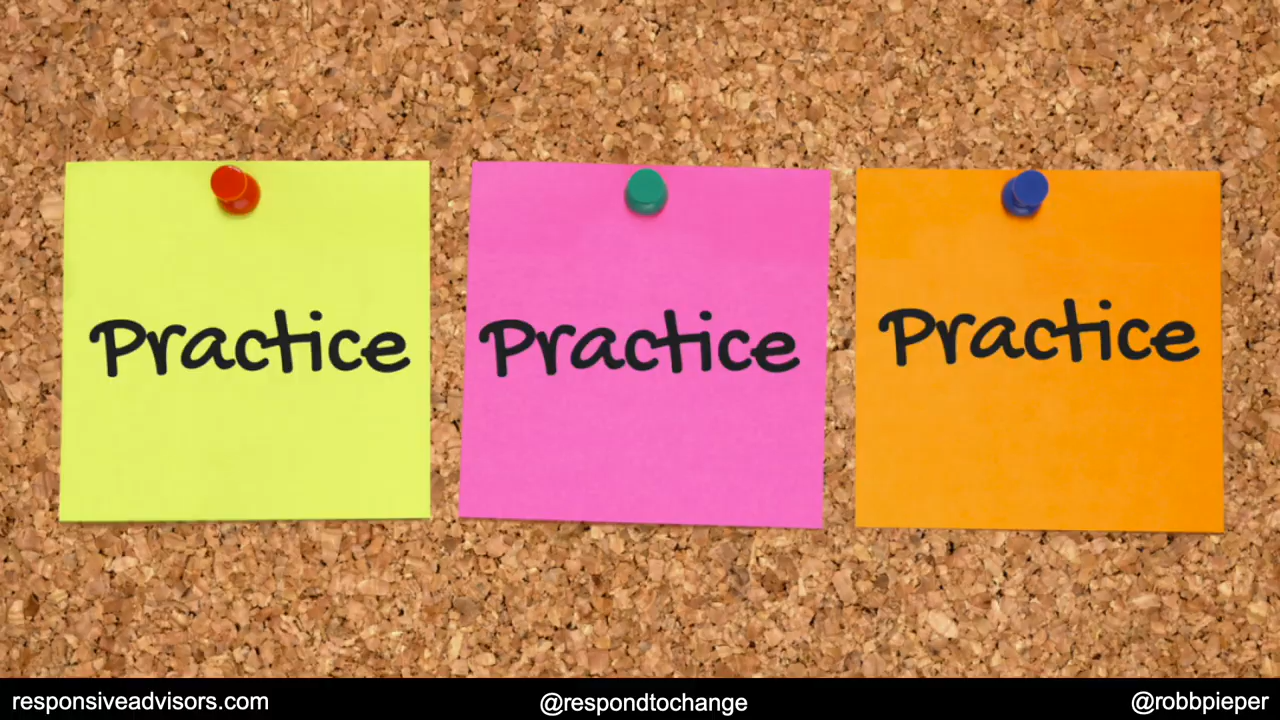 Practice
Practice
Practice
responsiveadvisors.com
@respondtochange
@robbpieper